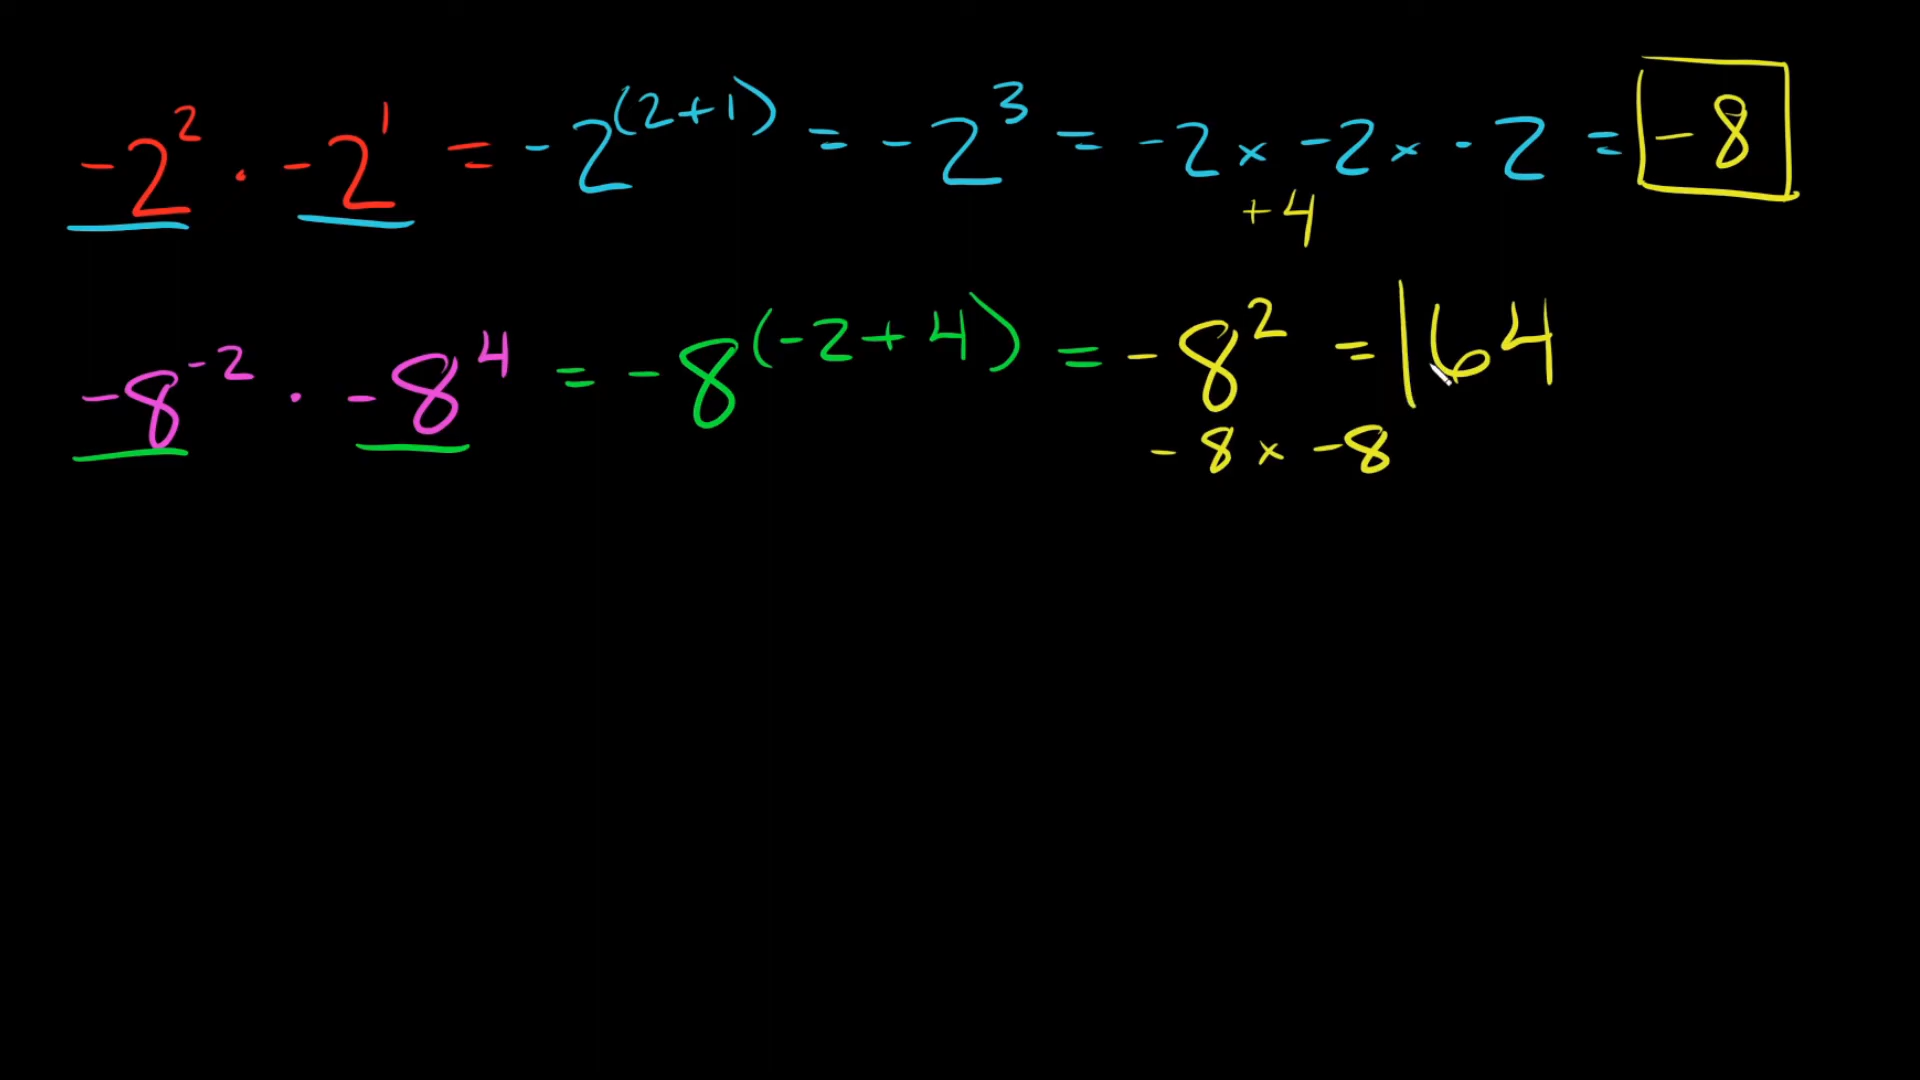 -2² · -2¹ = -2⁽²⁺¹⁾ = -2³ = -2 × -2 × -2 = -8
+4
-8⁻² · -8⁴ = -8⁽⁻²⁺⁴⁾ = -8² = 64
-8 × -8